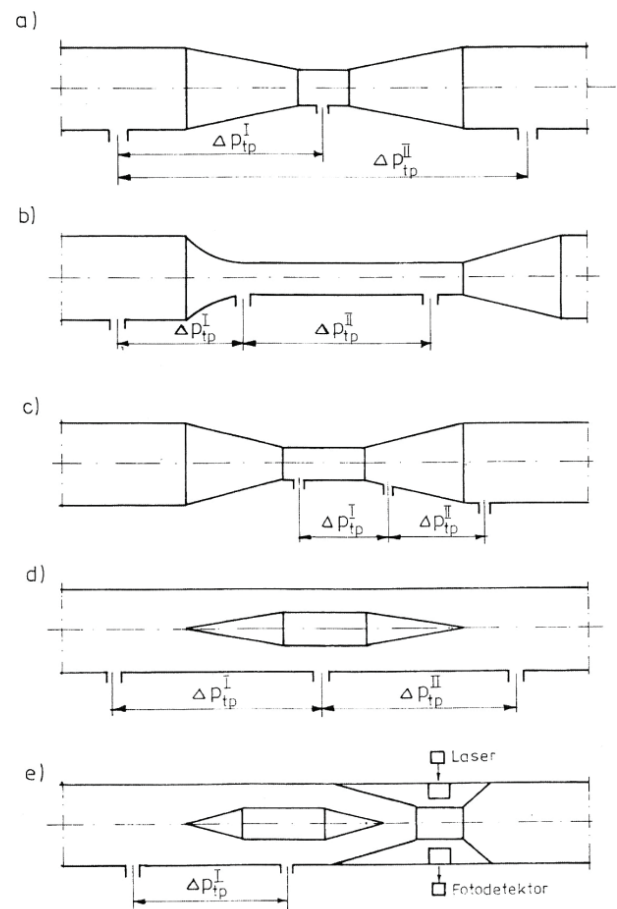 a)
Δp_tp^I
Δp_tp^II
b)
Δp_tp^I Δp_tp^II
c)
Δp_tp^I Δp_tp^II
d)
Δp_tp^I Δp_tp^II
Laser
e)
Δp_tp^I
Fotodetektor